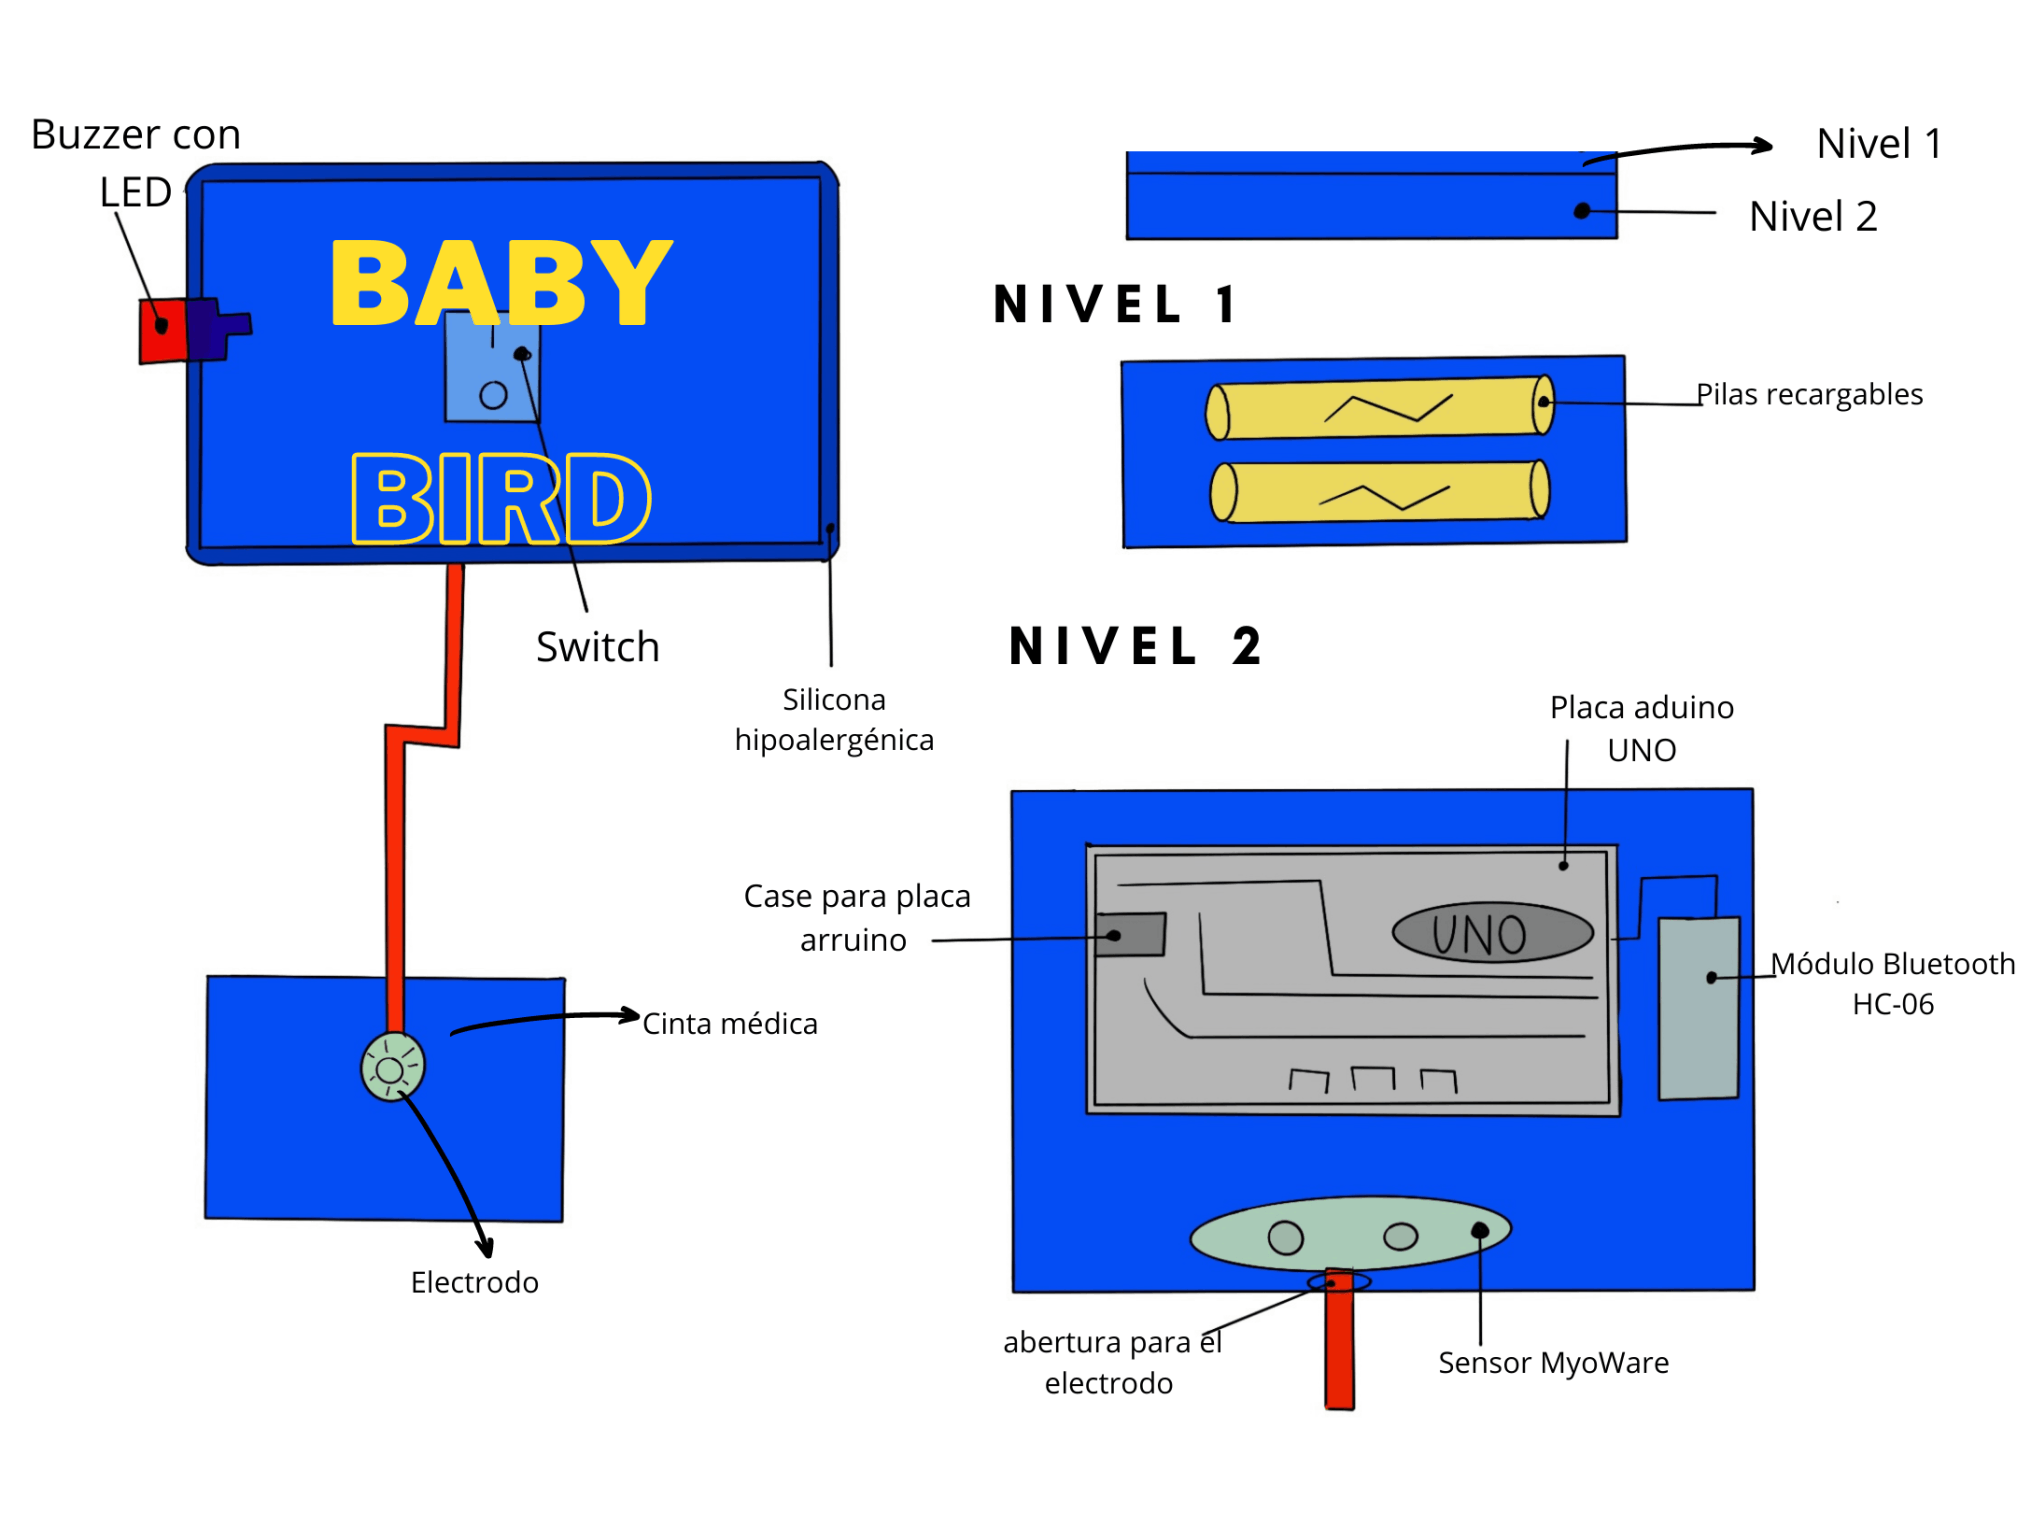 Buzzer con
LED
BABY
BIRD
Switch
Silicona
hipoalergénica
Cinta médica
Electrodo
Nivel 1
Nivel 2
NIVEL 1
Pilas recargables
NIVEL 2
Placa aduino
UNO
Case para placa
arruino
UNO
Módulo Bluetooth
HC-06
abertura para el
electrodo
Sensor MyoWare